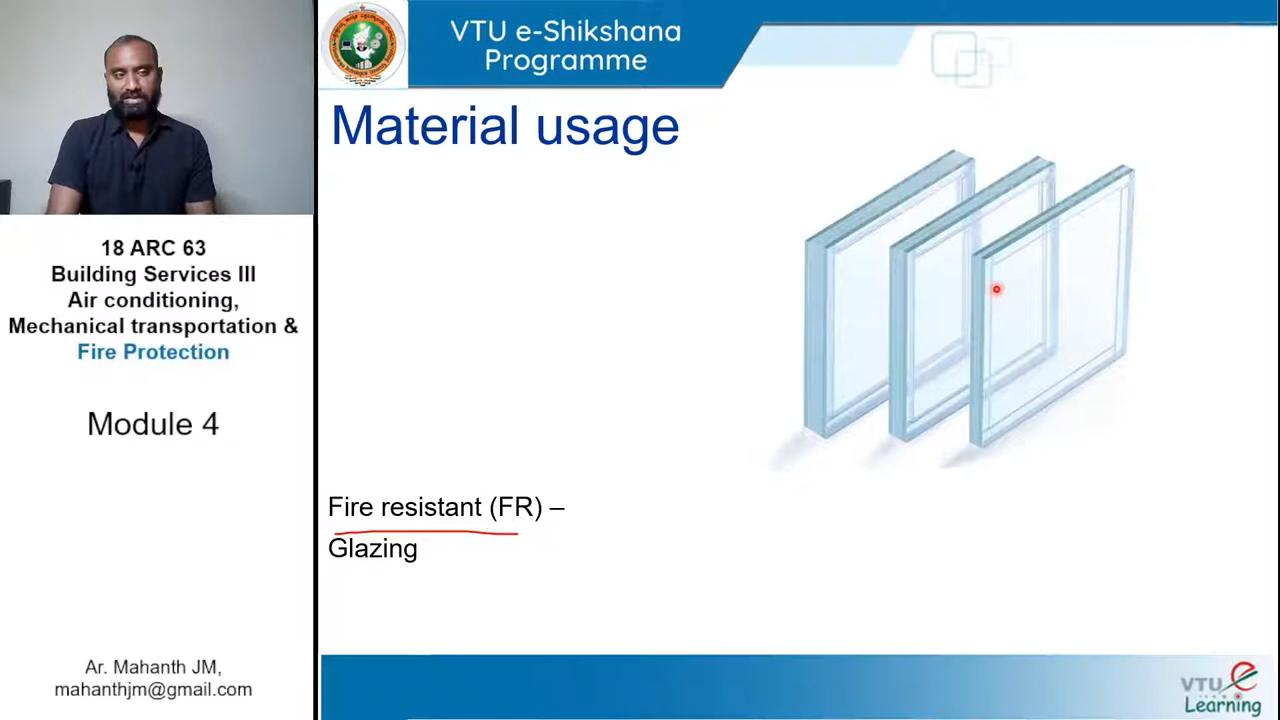 VTU e-Shikshana
Programme
Material usage
18 ARC 63
Building Services III
Air conditioning,
Mechanical transportation &
Fire Protection
Module 4
Fire resistant (FR) –
Glazing
Ar. Mahanth JM,
mahanthjm@gmail.com
VTU e
Learning